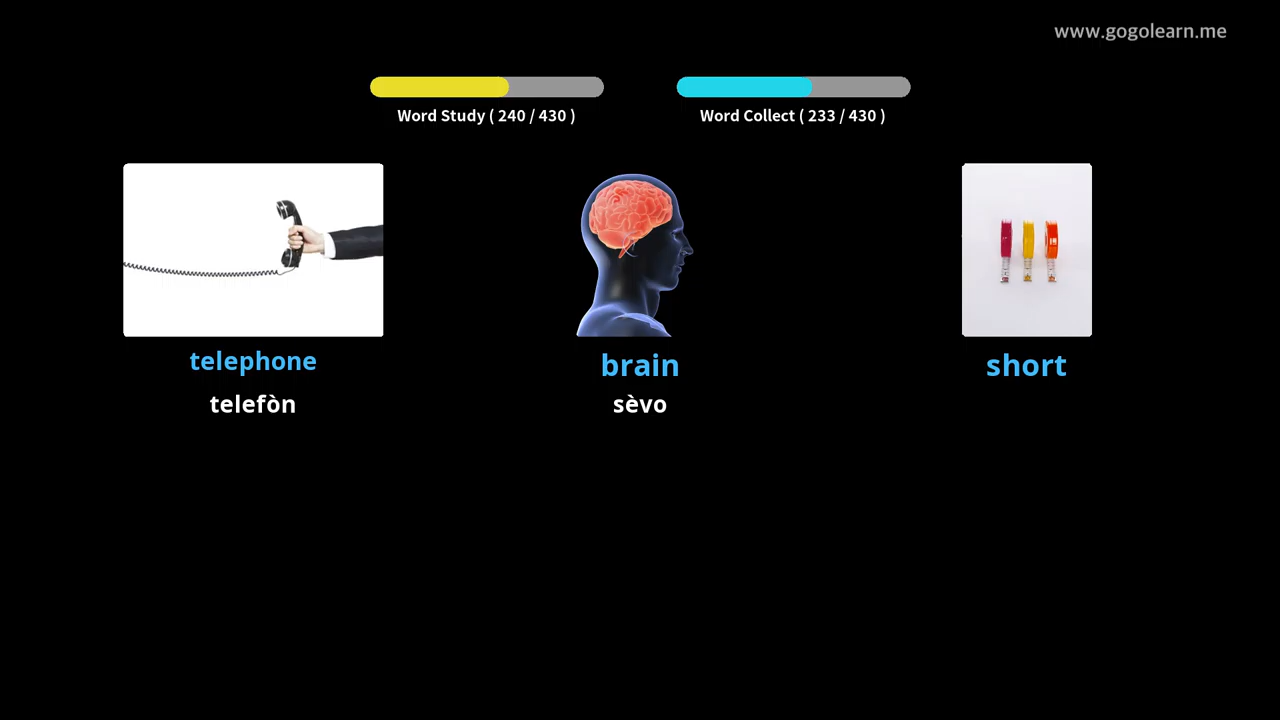 www.gogolearn.me
Word Study ( 240 / 430 )
Word Collect ( 233 / 430 )
telephone
telefòn
brain
sèvo
short